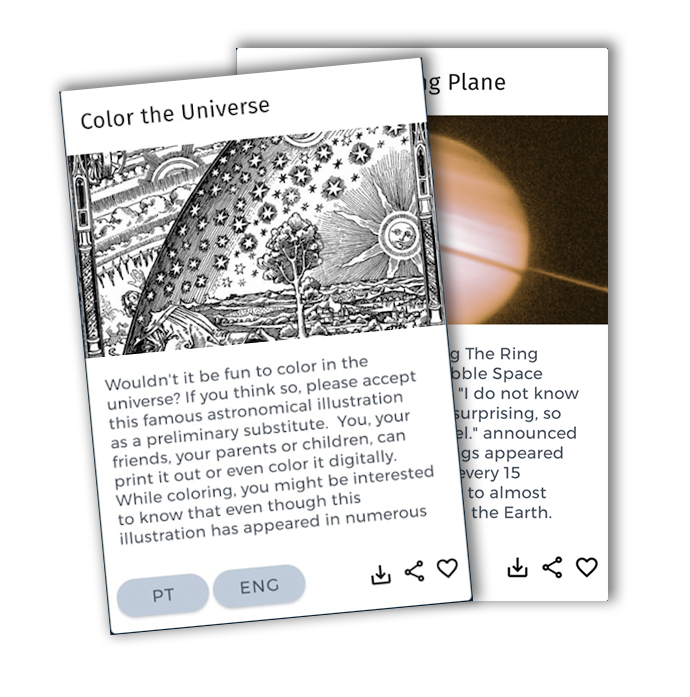 Color the Universe
Wouldn't it be fun to color in the
universe? If you think so, please accept
this famous astronomical illustration
as a preliminary substitute. You, your
friends, your parents or children, can
print it out or even color it digitally.
While coloring, you might be interested
to know that even though this
illustration has appeared in numerous
PT
ENG
Plane
The Ring
Space
"I do not know
surprising, so
announced
appeared
every 15
to almost
the Earth.